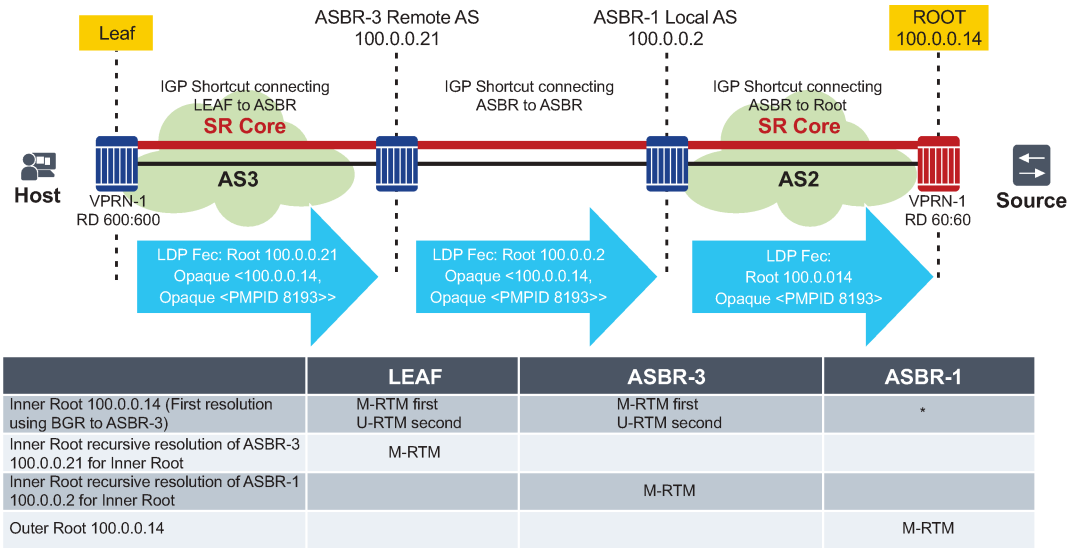 Leaf
ASBR-3 Remote AS
100.0.0.21
ASBR-1 Local AS
100.0.0.2
ROOT
100.0.0.14
IGP Shortcut connecting
LEAF to ASBR
IGP Shortcut connecting
ASBR to ASBR
IGP Shortcut connecting
ASBR to Root
SR Core
SR Core
AS3
AS2
Host
Source
VPRN-1
RD 600:600
VPRN-1
RD 60:60
LDP Fec: Root 100.0.0.21
Opaque <100.0.0.14,
Opaque <PMPID 8193>>
LDP Fec: Root 100.0.0.2
Opaque <100.0.0.14,
Opaque <PMPID 8193>>
LDP Fec:
Root 100.0.014
Opaque <PMPID 8193>
LEAF
ASBR-3
ASBR-1
Inner Root 100.0.0.14 (First resolution
using BGR to ASBR-3)
M-RTM first
U-RTM second
M-RTM first
U-RTM second
*
Inner Root recursive resolution of ASBR-3
100.0.0.21 for Inner Root
M-RTM
Inner Root recursive resolution of ASBR-1
100.0.0.2 for Inner Root
M-RTM
Outer Root 100.0.0.14
M-RTM